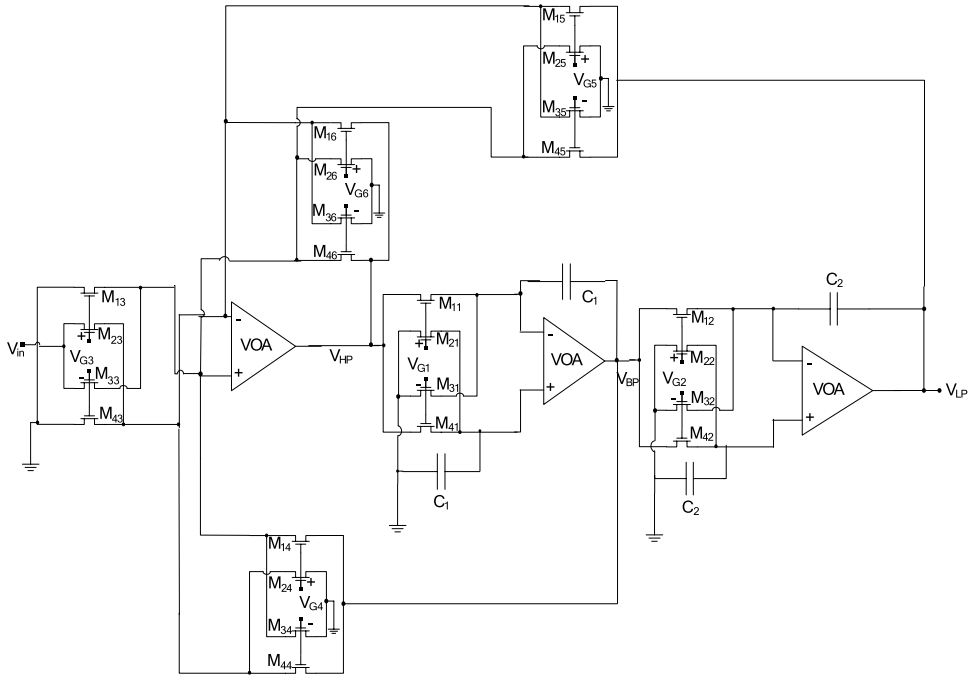 M15
M25
+
VG5
-
M35
M45
M16
M26
+
VG6
-
M36
M46
M13
M23
+
Vin
VG3
-
M33
M43
-
VOA
+
VHP
M11
M21
+
VG1
-
M31
M41
C1
C1
-
VOA
+
VBP
M12
M22
+
VG2
-
M32
M42
C2
C2
-
VOA
+
VLP
M14
M24
+
VG4
-
M34
M44